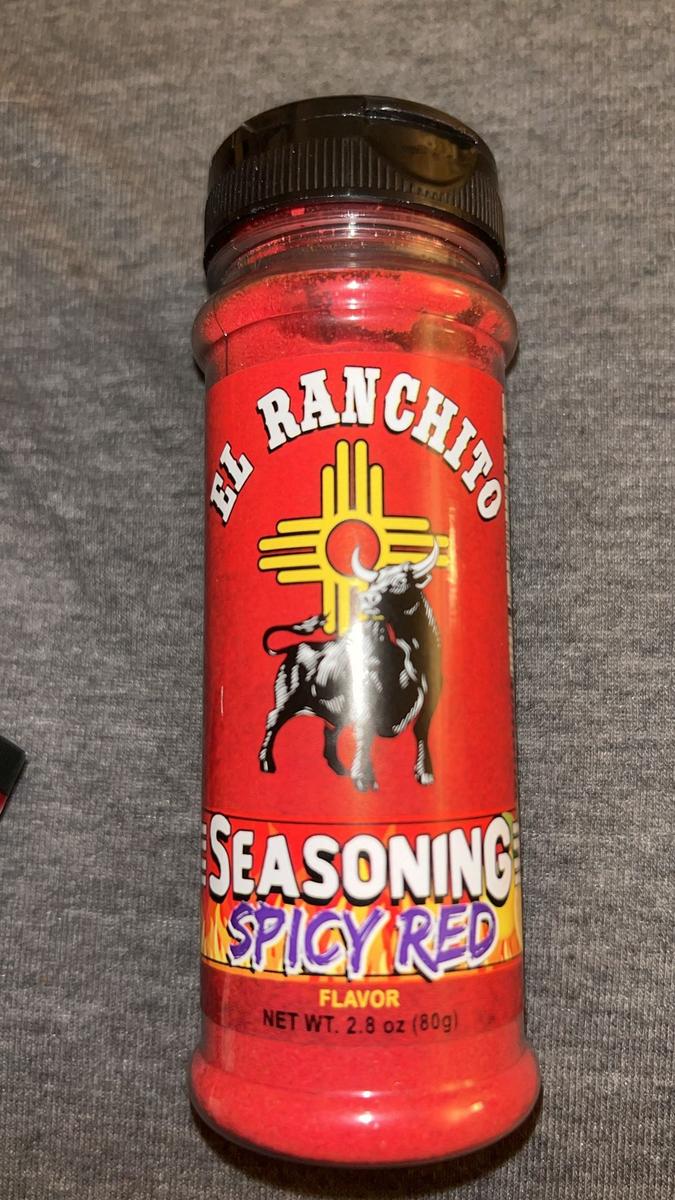 EL RANCHITO
SEASONING
SPICY RED
FLAVOR
NET WT. 2.8 oz (80g)